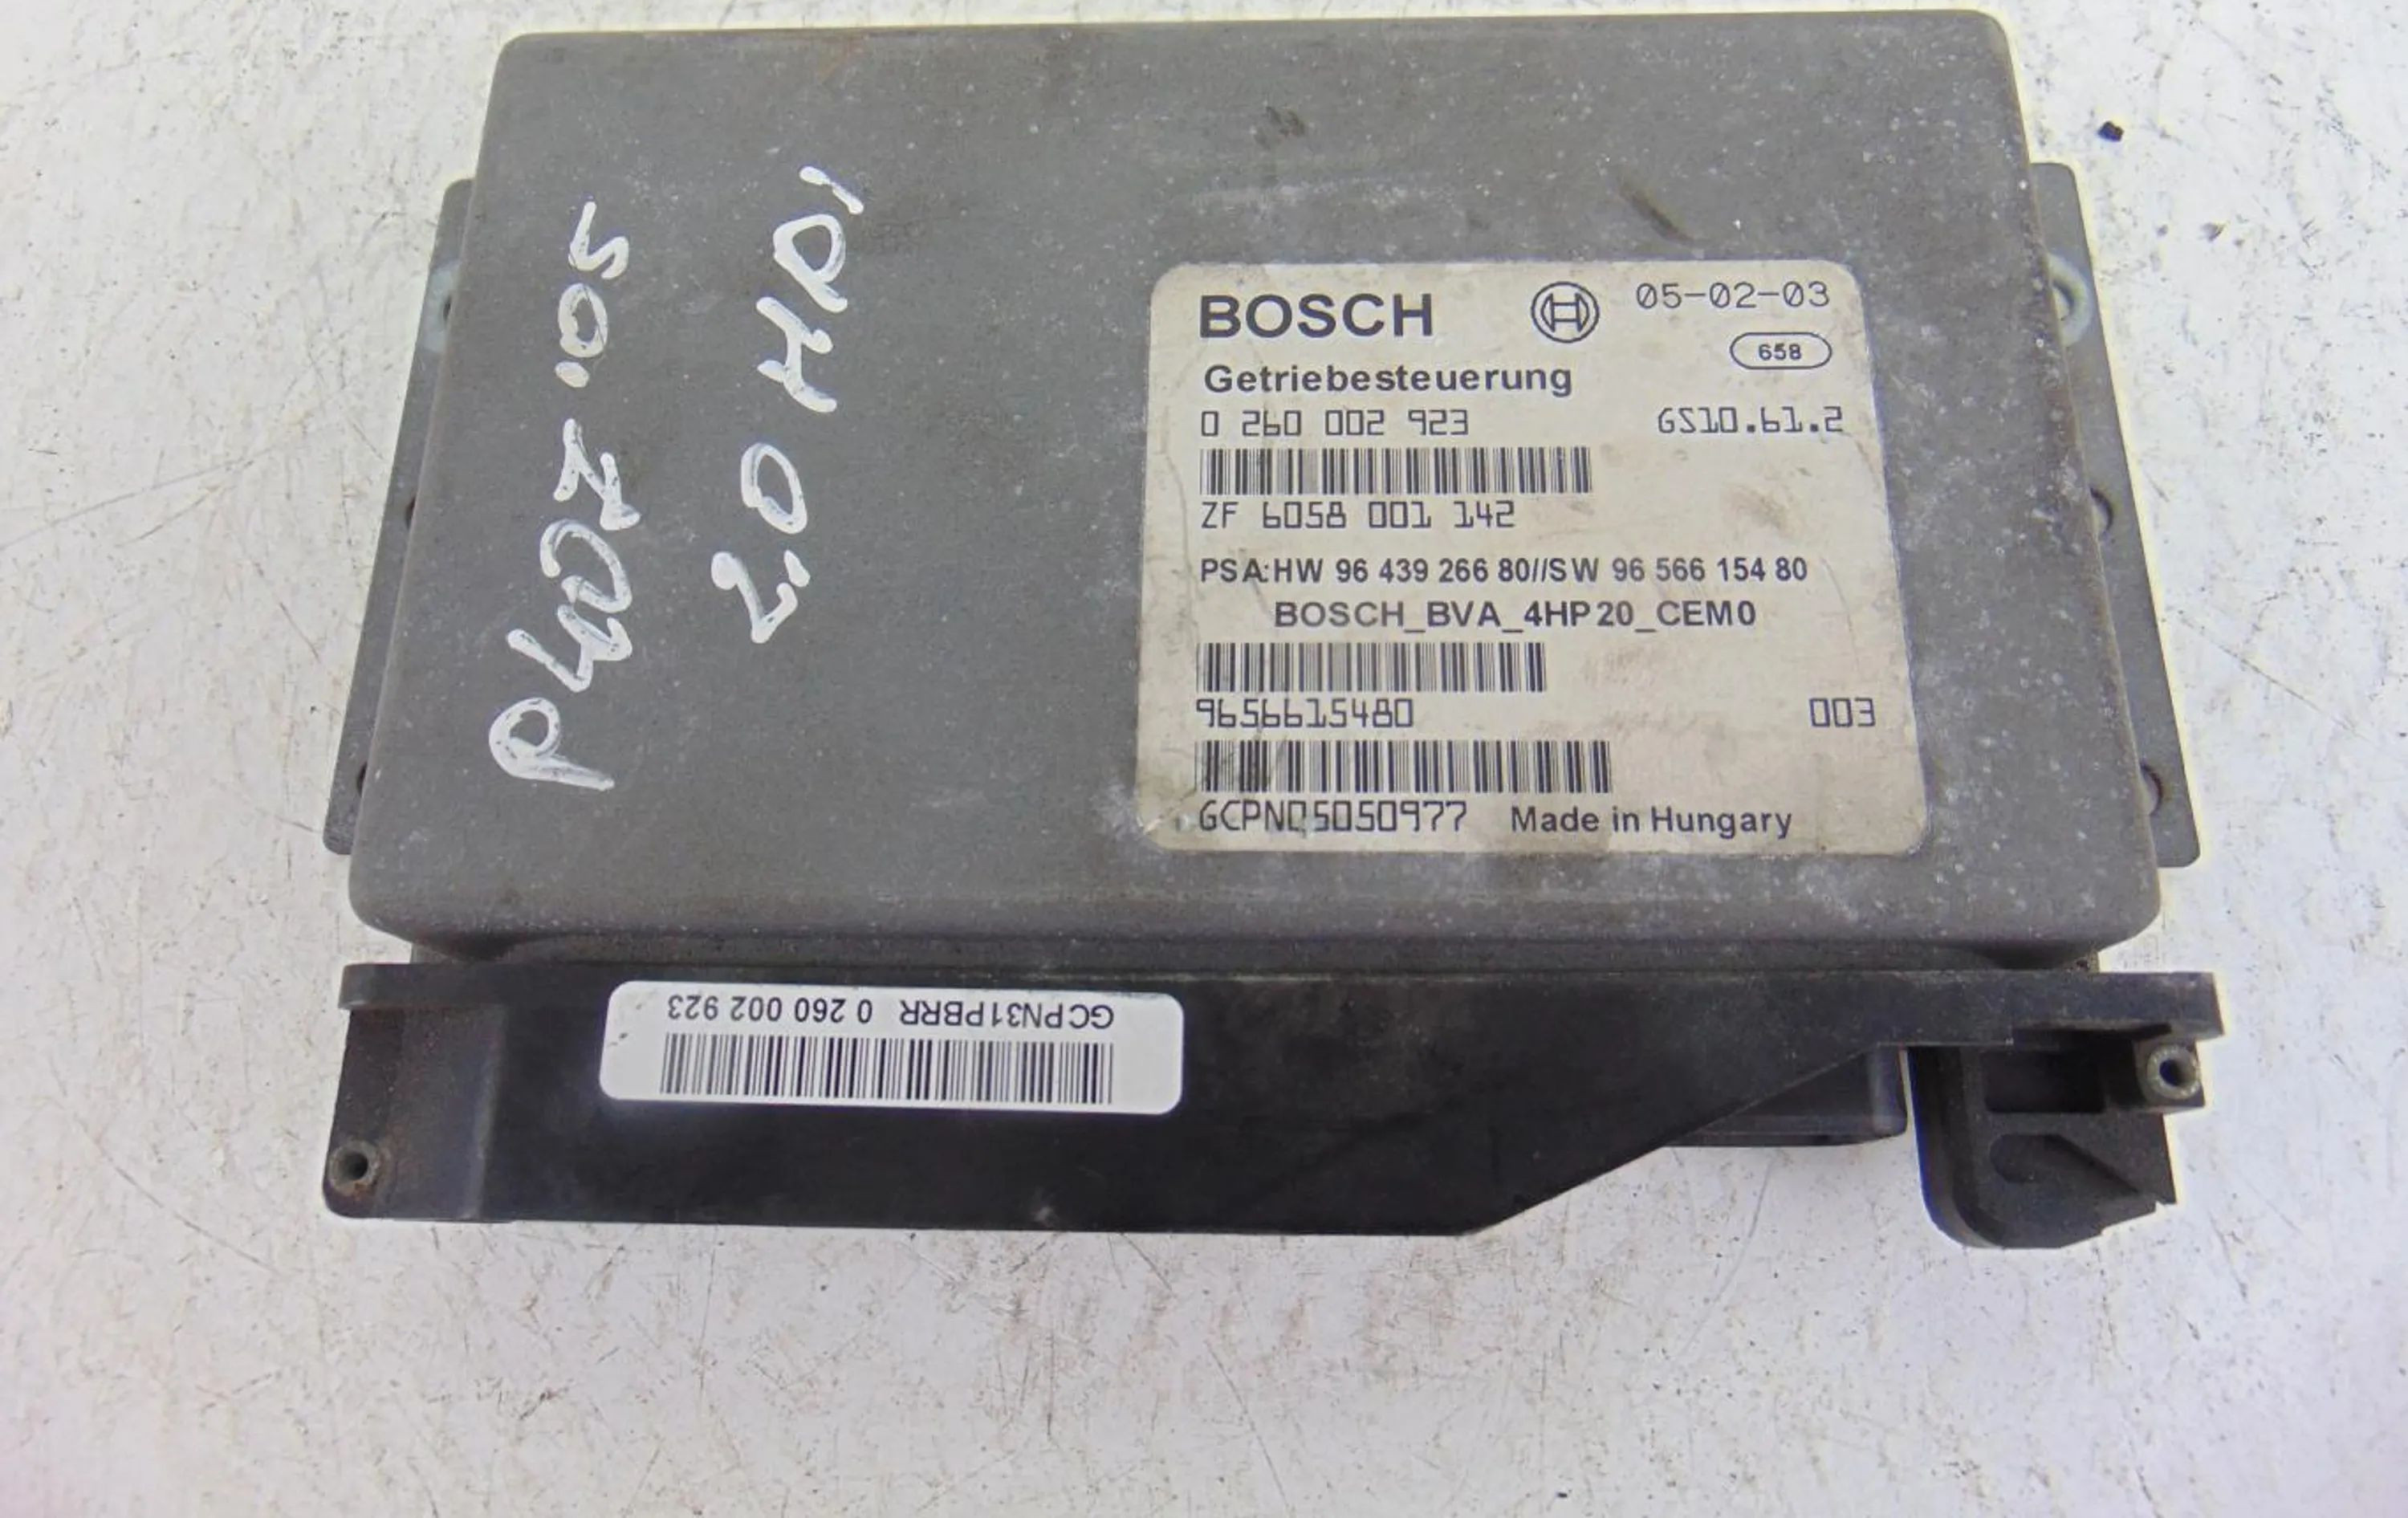 BOSCH 05-02-03
658
Getriebesteuerung
0 260 002 923 GS10.61.2
ZF 6058 001 142
PSA:HW 96 439 266 80//SW 96 566 154 80
BOSCH_BVA_4HP20_CEM0
9656615480 003
GCPN05050977 Made in Hungary
P407 .05
2.0 HDI
GCPN31PBRR 0 260 002 923